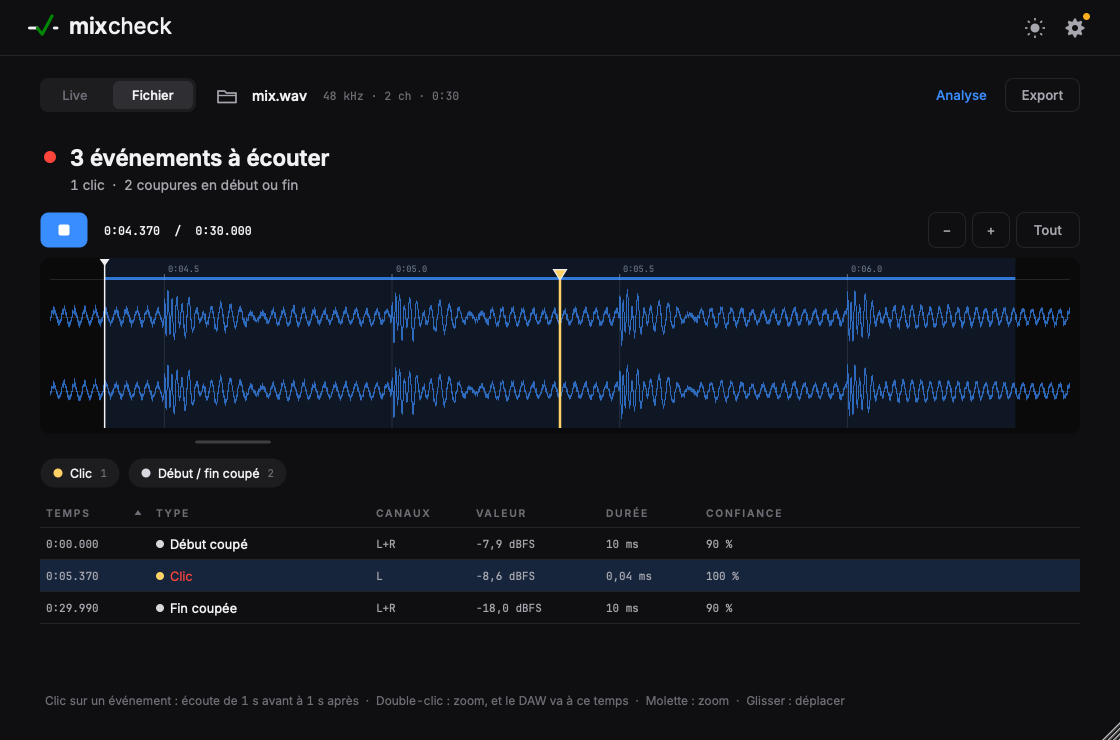 mixcheck
Live Fichier mix.wav 48 kHz · 2 ch · 0:30 Analyse Export
3 événements à écouter
1 clic · 2 coupures en début ou fin
0:04.370 / 0:30.000 − + Tout
0:04.5 0:05.0 0:05.5 0:06.0
Clic 1 Début / fin coupé 2
TEMPS TYPE CANAUX VALEUR DURÉE CONFIANCE
0:00.000 Début coupé L+R -7,9 dBFS 10 ms 90 %
0:05.370 Clic L -8,6 dBFS 0,04 ms 100 %
0:29.990 Fin coupée L+R -18,0 dBFS 10 ms 90 %
Clic sur un événement : écoute de 1 s avant à 1 s après · Double-clic : zoom, et le DAW va à ce temps · Molette : zoom · Glisser : déplacer